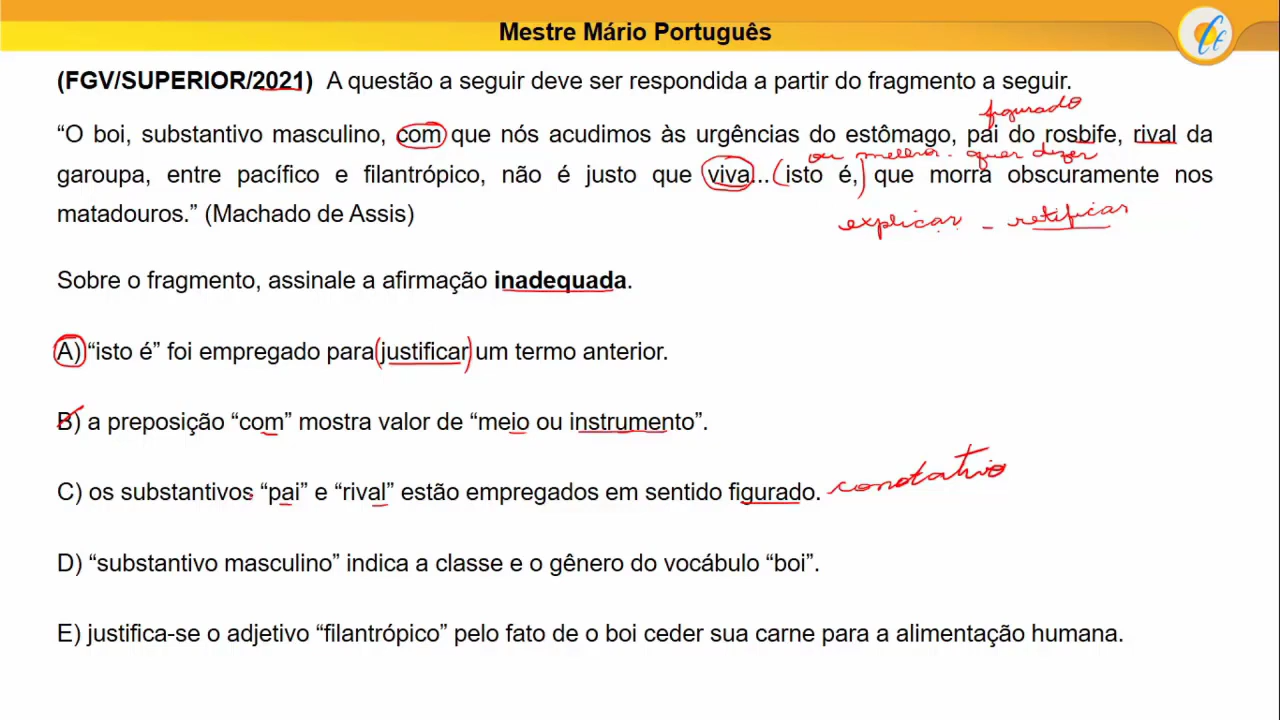 Mestre Mário Português
(FGV/SUPERIOR/2021) A questão a seguir deve ser respondida a partir do fragmento a seguir.
figurado
“O boi, substantivo masculino, com que nós acudimos às urgências do estômago, pai do rosbife, rival da
ou melhor - quer dizer
garoupa, entre pacífico e filantrópico, não é justo que viva... (isto é,) que morra obscuramente nos
matadouros.” (Machado de Assis)
explicar - retificar
Sobre o fragmento, assinale a afirmação inadequada.
A) “isto é” foi empregado para (justificar) um termo anterior.
B) a preposição “com” mostra valor de “meio ou instrumento”.
C) os substantivos “pai” e “rival” estão empregados em sentido figurado. conotativo
D) “substantivo masculino” indica a classe e o gênero do vocábulo “boi”.
E) justifica-se o adjetivo “filantrópico” pelo fato de o boi ceder sua carne para a alimentação humana.